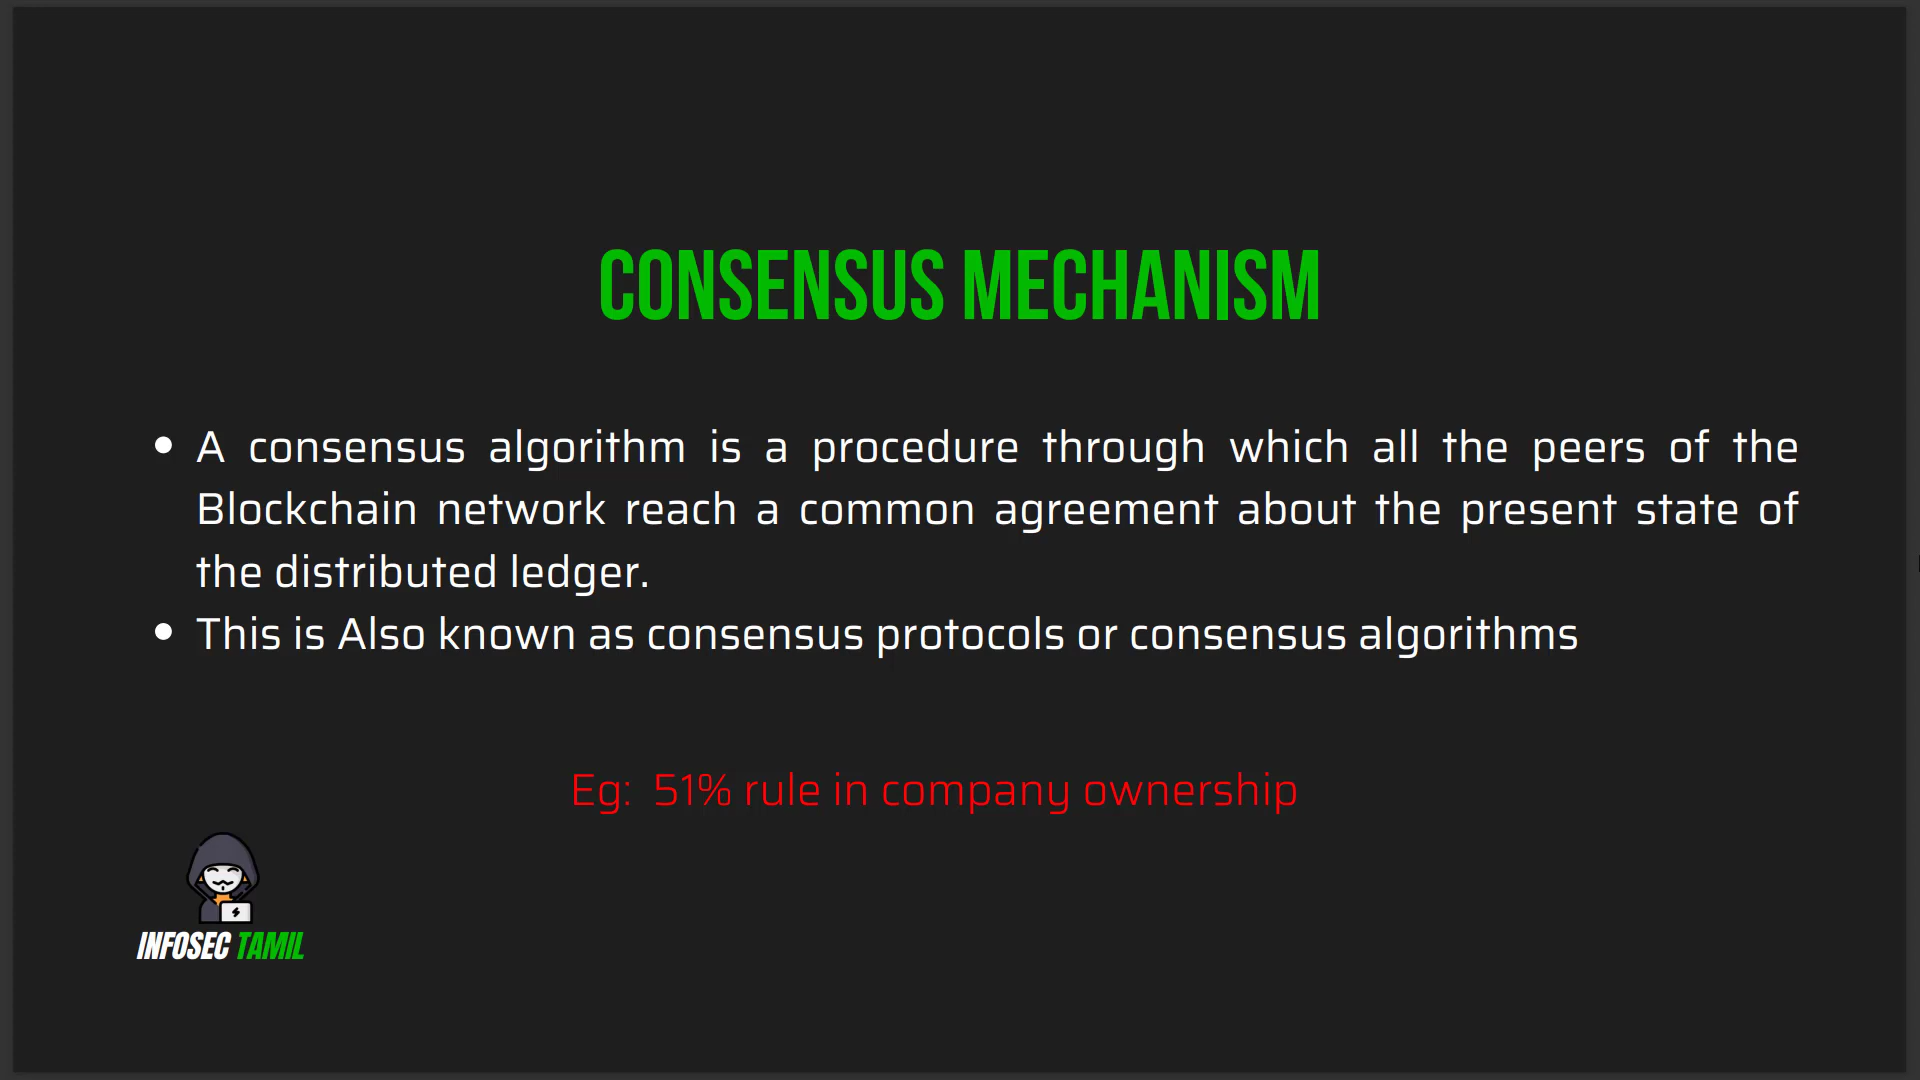 CONSENSUS MECHANISM
A consensus algorithm is a procedure through which all the peers of the
Blockchain network reach a common agreement about the present state of
the distributed ledger.
This is Also known as consensus protocols or consensus algorithms
Eg: 51% rule in company ownership
INFOSEC TAMIL